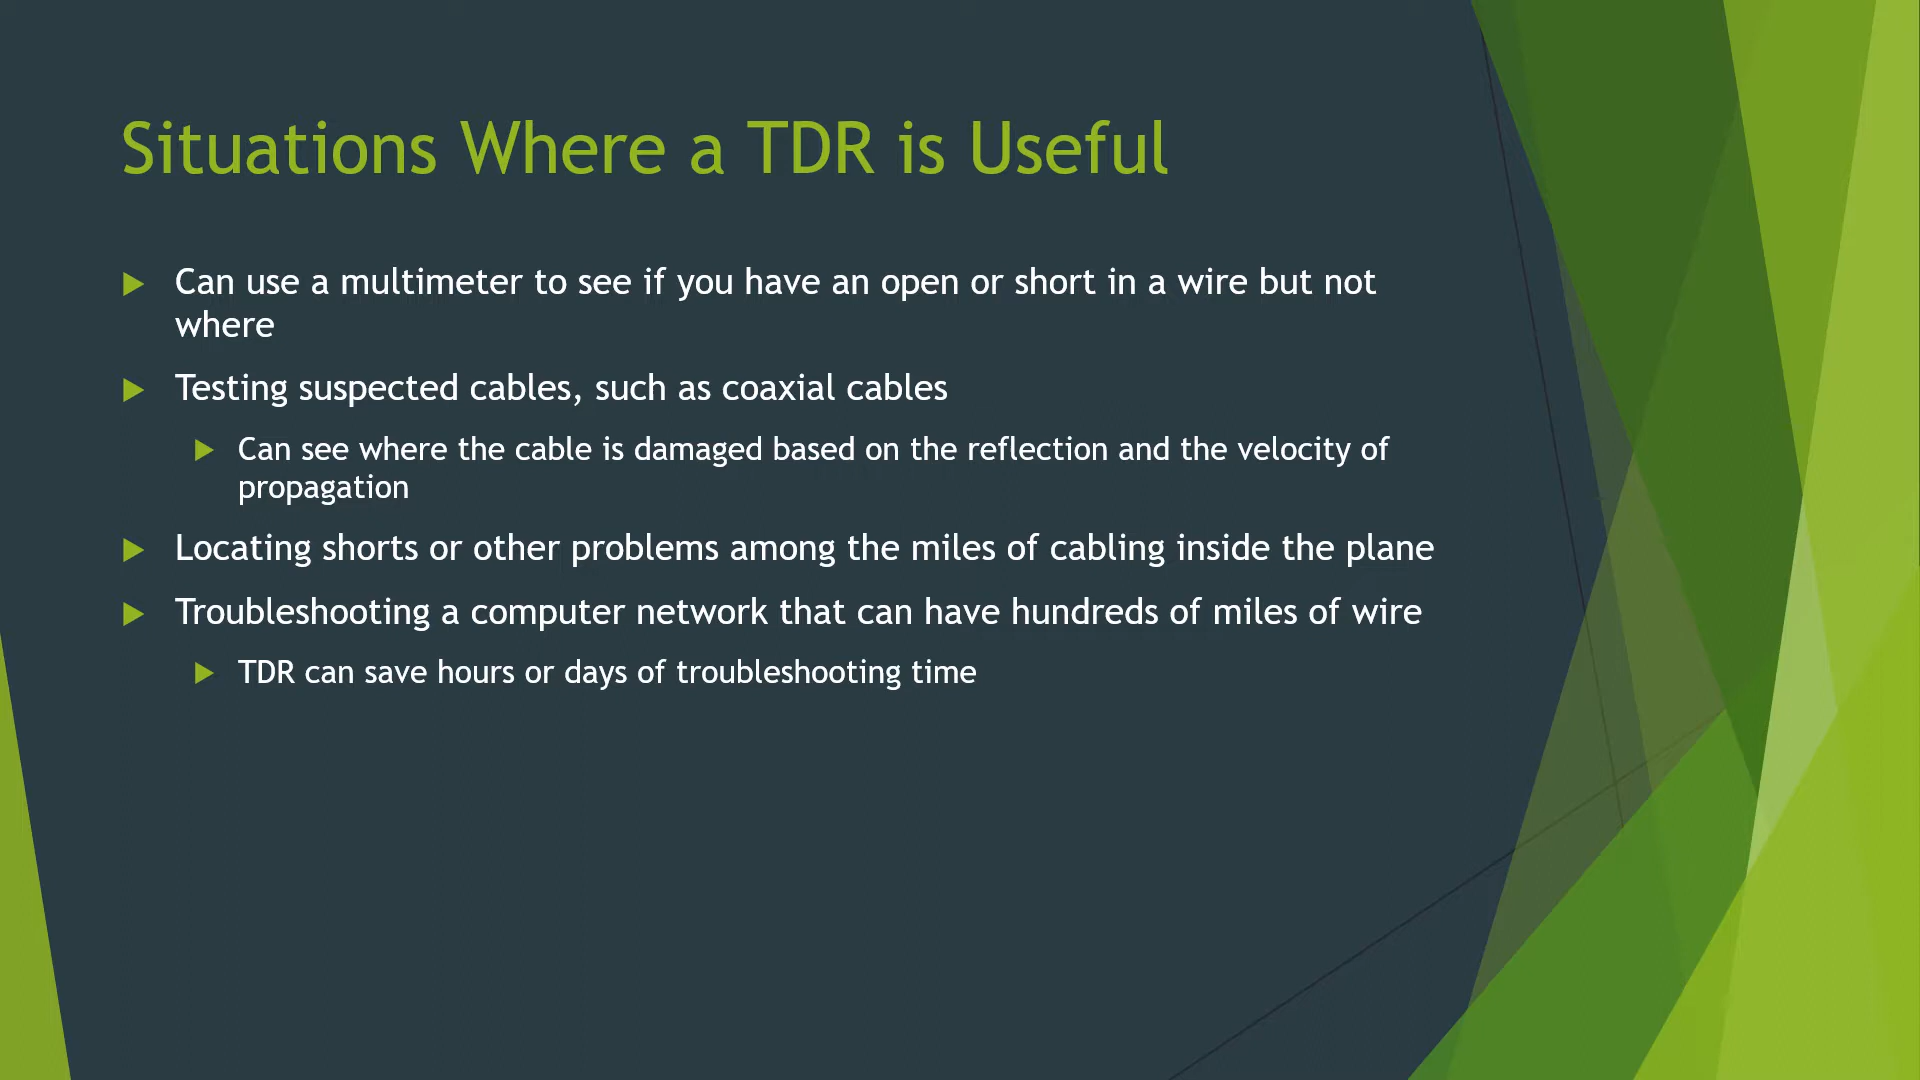 Situations Where a TDR is Useful
Can use a multimeter to see if you have an open or short in a wire but not
where
Testing suspected cables, such as coaxial cables
Can see where the cable is damaged based on the reflection and the velocity of
propagation
Locating shorts or other problems among the miles of cabling inside the plane
Troubleshooting a computer network that can have hundreds of miles of wire
TDR can save hours or days of troubleshooting time